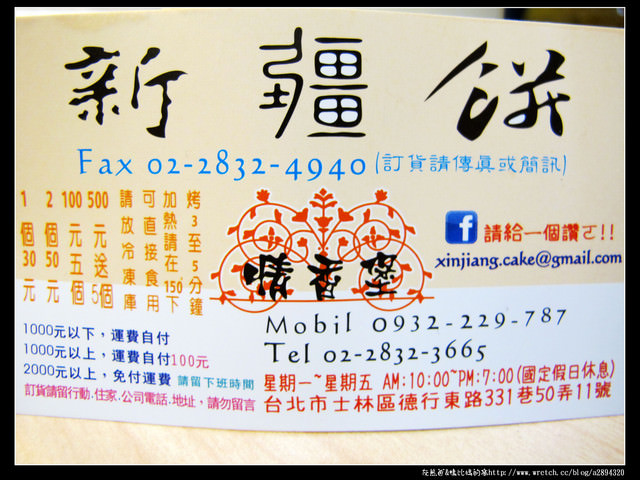 新疆餅
Fax 02-2832-4940(訂貨請傳真或簡訊)
1個30元
2個50元
100元五個
500元送5個
請放冷凍庫
可直接食用
加熱請在150下
烤3至5分鐘
情香堡
f 請給一個讚ㄛ!!
xinjiang.cake@gmail.com
Mobil 0932-229-787
Tel 02-2832-3665
1000元以下，運費自付
1000元以上，運費自付100元
2000元以上，免付運費 請留下班時間
訂貨請留行動.住家.公司電話.地址，請勿留言
星期一~星期五 AM:10:00~PM:7:00(國定假日休息)
台北市士林區德行東路331巷50弄11號
http://www.wretch.cc/blog/a2894320